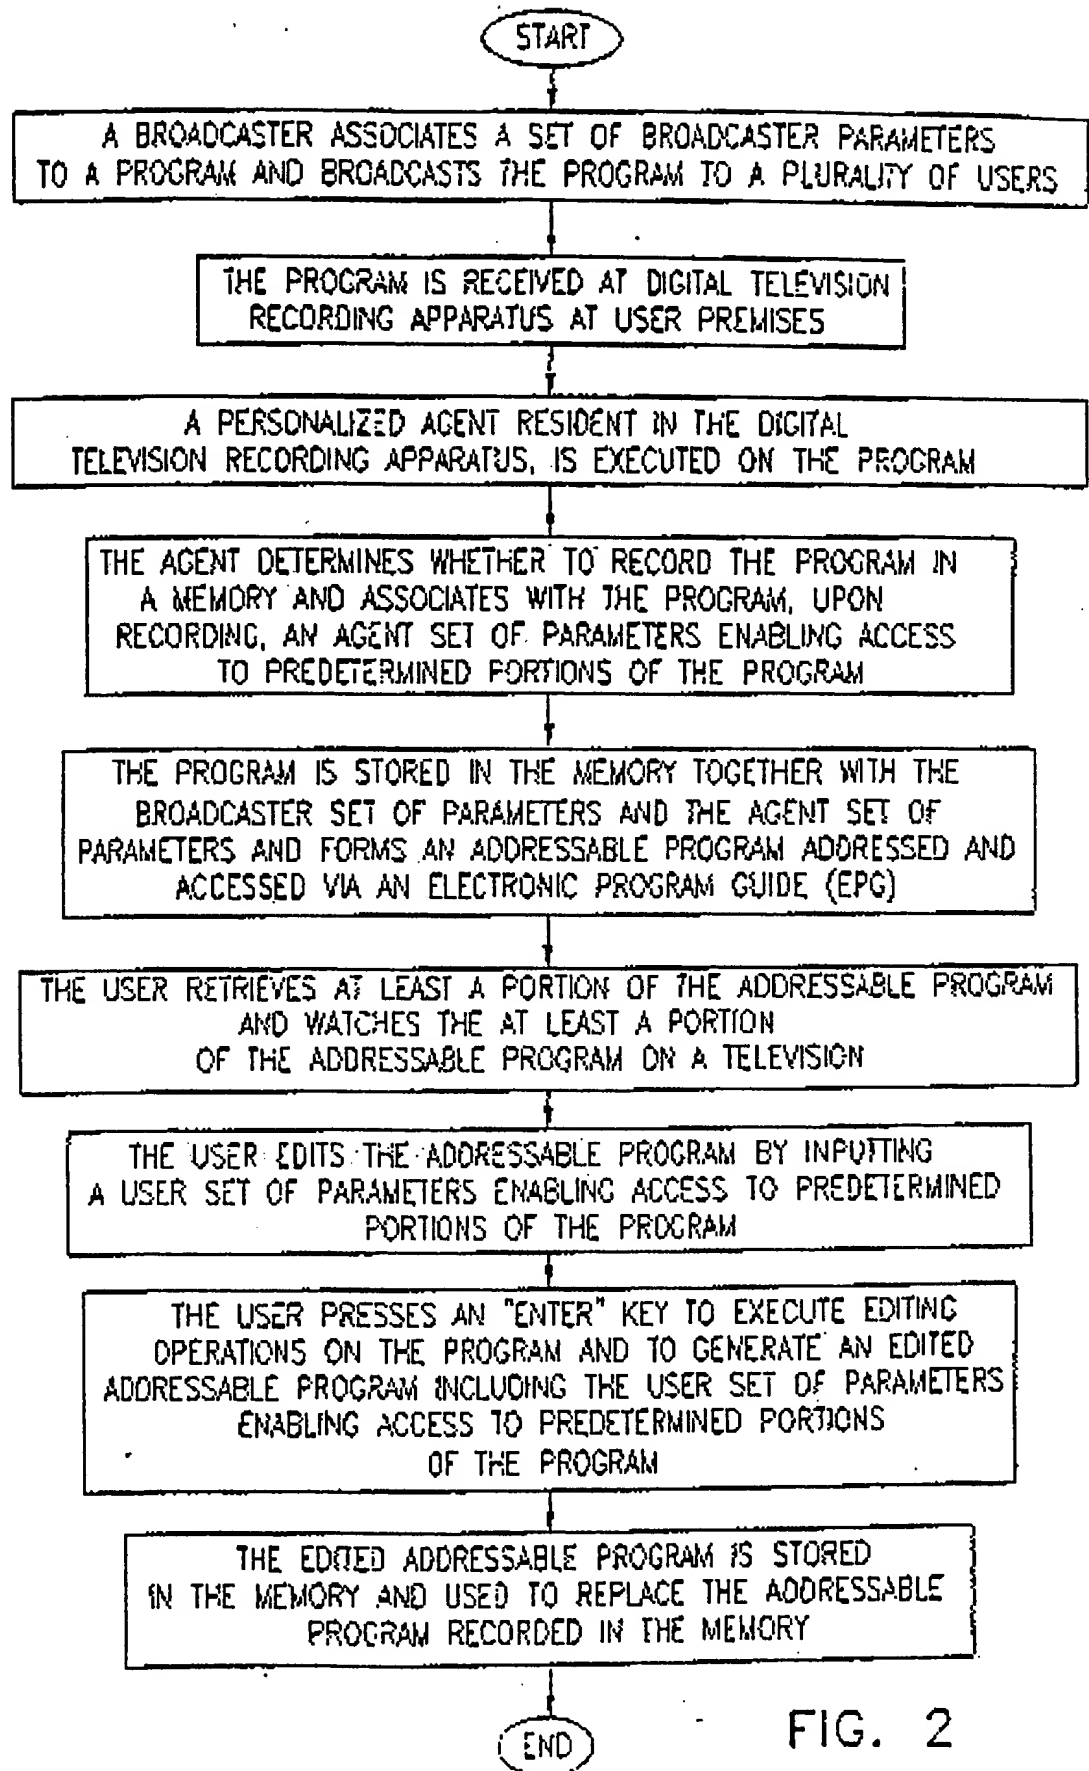 START
A BROADCASTER ASSOCIATES A SET OF BROADCASTER PARAMETERS
TO A PROGRAM AND BROADCASTS THE PROGRAM TO A PLURALITY OF USERS
THE PROGRAM IS RECEIVED AT DIGITAL TELEVISION
RECORDING APPARATUS AT USER PREMISES
A PERSONALIZED AGENT RESIDENT IN THE DIGITAL
TELEVISION RECORDING APPARATUS, IS EXECUTED ON THE PROGRAM
THE AGENT DETERMINES WHETHER TO RECORD THE PROGRAM IN
A MEMORY AND ASSOCIATES WITH THE PROGRAM, UPON
RECORDING, AN AGENT SET OF PARAMETERS ENABLING ACCESS
TO PREDETERMINED PORTIONS OF THE PROGRAM
THE PROGRAM IS STORED IN THE MEMORY TOGETHER WITH THE
BROADCASTER SET OF PARAMETERS AND THE AGENT SET OF
PARAMETERS AND FORMS AN ADDRESSABLE PROGRAM ADDRESSED AND
ACCESSED VIA AN ELECTRONIC PROGRAM GUIDE (EPG)
THE USER RETRIEVES AT LEAST A PORTION OF THE ADDRESSABLE PROGRAM
AND WATCHES THE AT LEAST A PORTION
OF THE ADDRESSABLE PROGRAM ON A TELEVISION
THE USER EDITS THE ADDRESSABLE PROGRAM BY INPUTTING
A USER SET OF PARAMETERS ENABLING ACCESS TO PREDETERMINED
PORTIONS OF THE PROGRAM
THE USER PRESSES AN "ENTER" KEY TO EXECUTE EDITING
OPERATIONS ON THE PROGRAM AND TO GENERATE AN EDITED
ADDRESSABLE PROGRAM INCLUDING THE USER SET OF PARAMETERS
ENABLING ACCESS TO PREDETERMINED PORTIONS
OF THE PROGRAM
THE EDITED ADDRESSABLE PROGRAM IS STORED
IN THE MEMORY AND USED TO REPLACE THE ADDRESSABLE
PROGRAM RECORDED IN THE MEMORY
END
FIG. 2